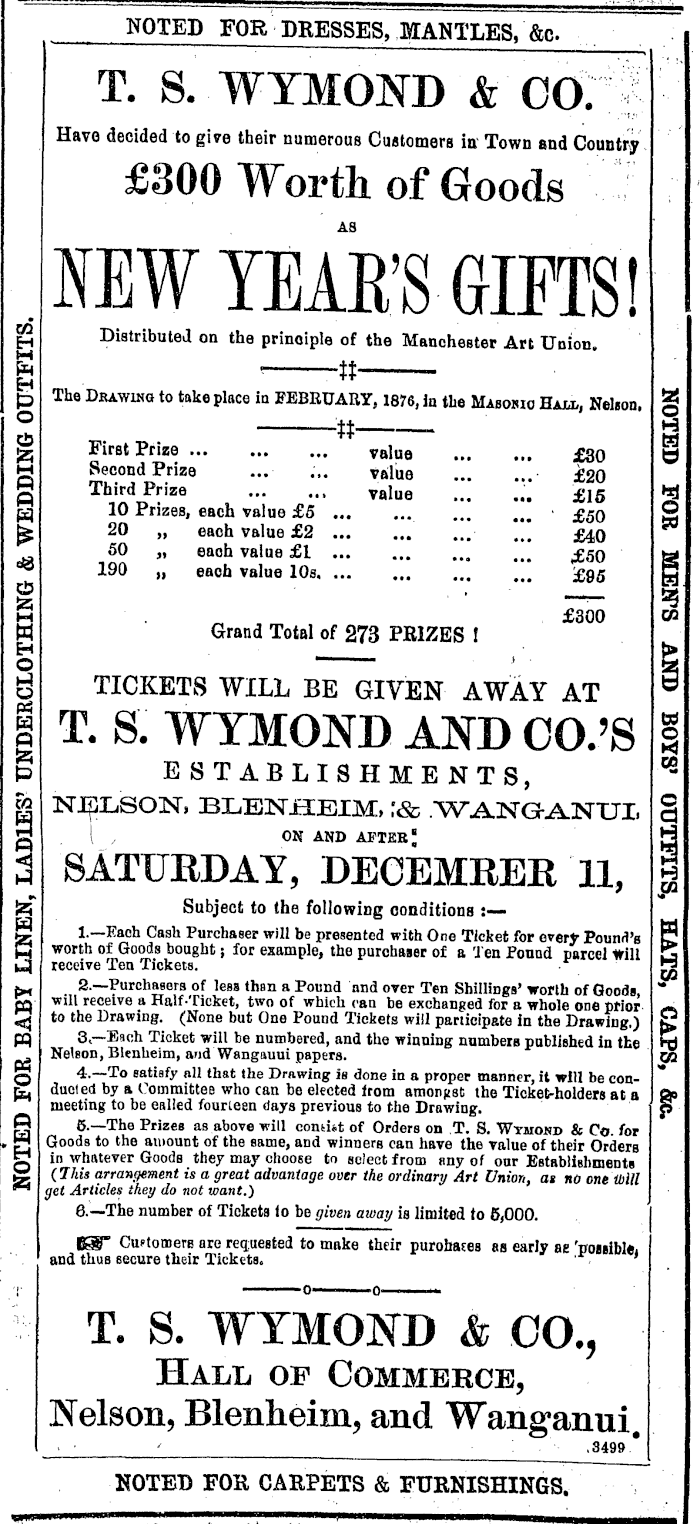 NOTED FOR DRESSES, MANTLES, &c.
T. S. WYMOND & CO.
Have decided to give their numerous Customers in Town and Country
£300 Worth of Goods
AS
NEW YEAR'S GIFTS!
Distributed on the principle of the Manchester Art Union.
‡‡
The DRAWING to take place in FEBRUARY, 1876, in the MASONIC HALL, Nelson.
‡‡
First Prize ... ... ... value ... ... £30
Second Prize ... ... value ... ... £20
Third Prize ... ... value ... ... £15
10 Prizes, each value £5 ... ... ... ... £50
20 „ each value £2 ... ... ... ... £40
50 „ each value £1 ... ... ... ... £50
190 „ each value 10s. ... ... ... ... £95
£300
Grand Total of 273 PRIZES !
TICKETS WILL BE GIVEN AWAY AT
T. S. WYMOND AND CO.'S
ESTABLISHMENTS,
NELSON, BLENHEIM, & WANGANUI,
ON AND AFTER
SATURDAY, DECEMRER 11,
Subject to the following conditions :—
1.—Each Cash Purchaser will be presented with One Ticket for every Pound's
worth of Goods bought ; for example, the purchaser of a Ten Pound parcel will
receive Ten Tickets.
2.—Purchasers of less than a Pound and over Ten Shillings' worth of Goods,
will receive a Half-Ticket, two of which can be exchanged for a whole one prior
to the Drawing. (None but One Pound Tickets will participate in the Drawing.)
3.—Each Ticket will be numbered, and the winning numbers published in the
Nelson, Blenheim, and Wanganui papers.
4.—To satisfy all that the Drawing is done in a proper manner, it will be con-
ducted by a Committee who can be elected from amongst the Ticket-holders at a
meeting to be called fourteen days previous to the Drawing.
5.—The Prizes as above will consist of Orders on T. S. WYMOND & Co. for
Goods to the amount of the same, and winners can have the value of their Orders
in whatever Goods they may choose to select from any of our Establishments
(This arrangement is a great advantage over the ordinary Art Union, as no one will
get Articles they do not want.)
6.—The number of Tickets to be given away is limited to 5,000.
☞ Customers are requested to make their purchases as early as possible,
and thus secure their Tickets.
T. S. WYMOND & CO.,
HALL OF COMMERCE,
Nelson, Blenheim, and Wanganui.
3499
NOTED FOR CARPETS & FURNISHINGS.
NOTED FOR BABY LINEN, LADIES' UNDERCLOTHING & WEDDING OUTFITS.
NOTED FOR MEN'S AND BOYS' OUTFITS, HATS, CAPS, &c.